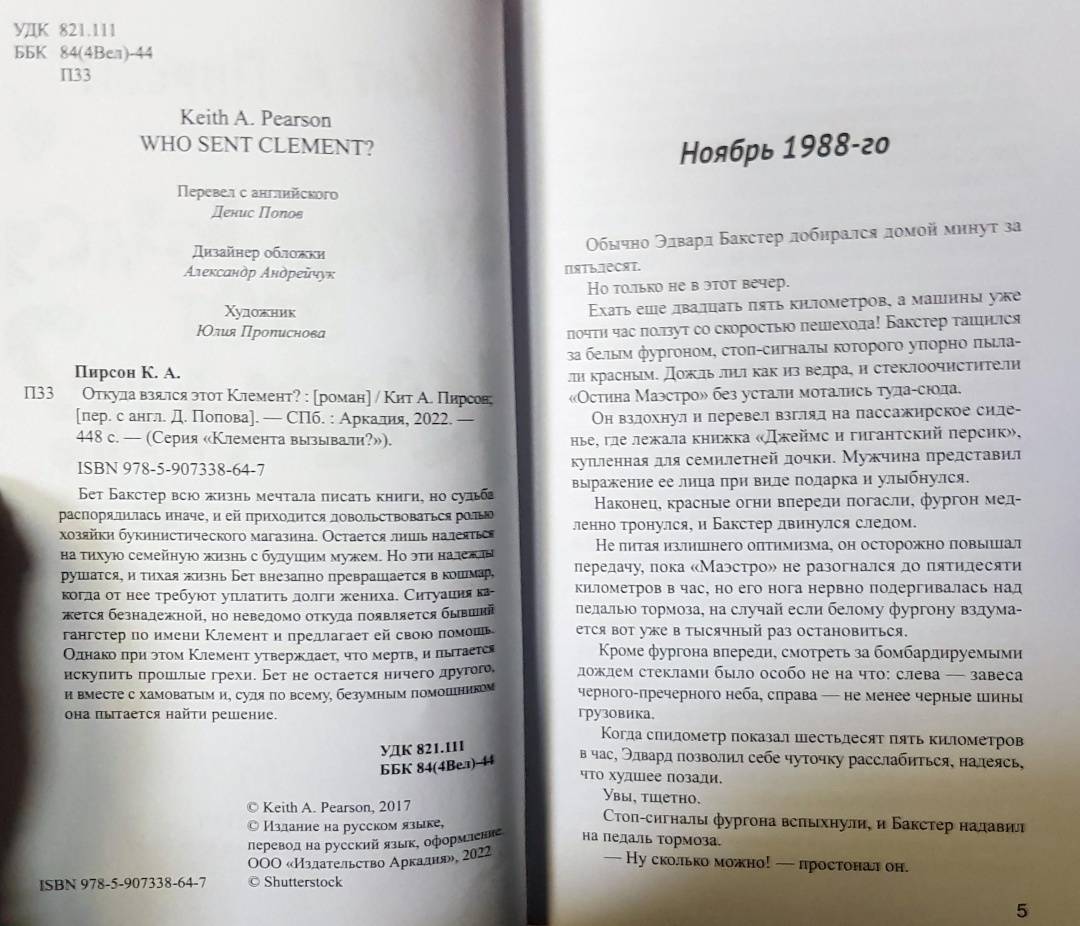 УДК 821.111
ББК 84(4Вел)-44
П33
Keith A. Pearson
WHO SENT CLEMENT?
Перевел с английского
Денис Попов
Дизайнер обложки
Александр Андрейчук
Художник
Юлия Прописнова
Пирсон К. А.
П33 Откуда взялся этот Клемент? : [роман] / Кит А. Пирсон;
[пер. с англ. Д. Попова]. — СПб. : Аркадия, 2022. —
448 с. — (Серия «Клемента вызывали?»).
ISBN 978-5-907338-64-7
Бет Бакстер всю жизнь мечтала писать книги, но судьба
распорядилась иначе, и ей приходится довольствоваться ролью
хозяйки букинистического магазина. Остается лишь надеяться
на тихую семейную жизнь с будущим мужем. Но эти надежды
рушатся, и тихая жизнь Бет внезапно превращается в кошмар,
когда от нее требуют уплатить долги жениха. Ситуация ка-
жется безнадежной, но неведомо откуда появляется бывший
гангстер по имени Клемент и предлагает ей свою помощь.
Однако при этом Клемент утверждает, что мертв, и пытается
искупить прошлые грехи. Бет не остается ничего другого,
и вместе с хамоватым и, судя по всему, безумным помощником
она пытается найти решение.
УДК 821.111
ББК 84(4Вел)-44
© Keith A. Pearson, 2017
© Издание на русском языке,
перевод на русский язык, оформление.
ООО «Издательство Аркадия», 2022
ISBN 978-5-907338-64-7 © Shutterstock
Ноябрь 1988-го
Обычно Эдвард Бакстер добирался домой минут за
пятьдесят.
Но только не в этот вечер.
Ехать еще двадцать пять километров, а машины уже
почти час ползут со скоростью пешехода! Бакстер тащился
за белым фургоном, стоп-сигналы которого упорно пыла-
ли красным. Дождь лил как из ведра, и стеклоочистители
«Остина Маэстро» без устали мотались туда-сюда.
Он вздохнул и перевел взгляд на пассажирское сиде-
нье, где лежала книжка «Джеймс и гигантский персик»,
купленная для семилетней дочки. Мужчина представил
выражение ее лица при виде подарка и улыбнулся.
Наконец, красные огни впереди погасли, фургон мед-
ленно тронулся, и Бакстер двинулся следом.
Не питая излишнего оптимизма, он осторожно повышал
передачу, пока «Маэстро» не разогнался до пятидесяти
километров в час, но его нога нервно подергивалась над
педалью тормоза, на случай если белому фургону вздума-
ется вот уже в тысячный раз остановиться.
Кроме фургона впереди, смотреть за бомбардируемыми
дождем стеклами было особо не на что: слева — завеса
черного-пречерного неба, справа — не менее черные шины
грузовика.
Когда спидометр показал шестьдесят пять километров
в час, Эдвард позволил себе чуточку расслабиться, надеясь,
что худшее позади.
Увы, тщетно.
Стоп-сигналы фургона вспыхнули, и Бакстер надавил
на педаль тормоза.
— Ну сколько можно! — простонал он.
5